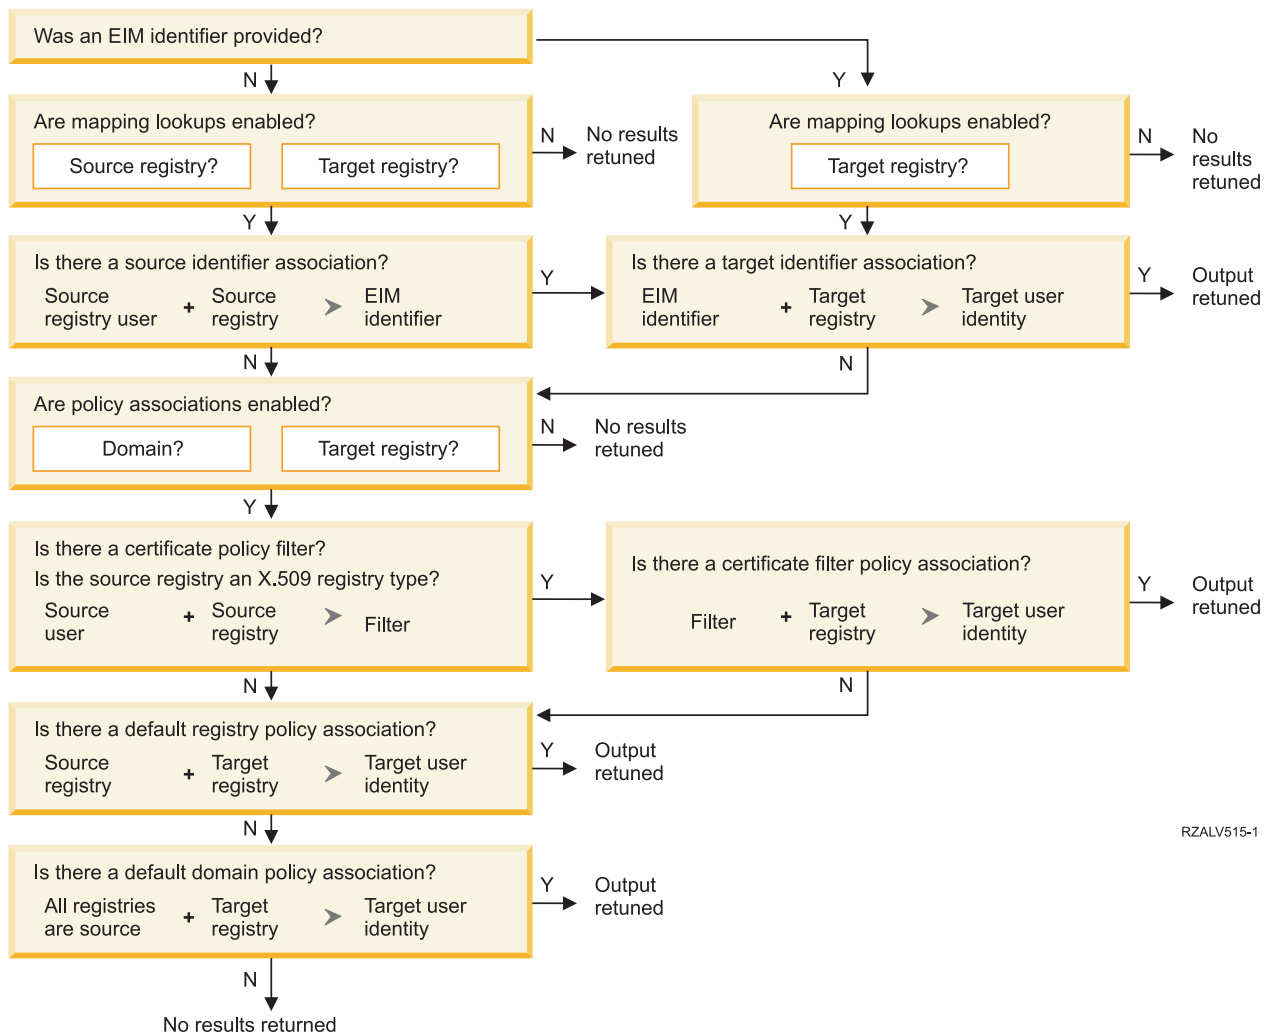 Was an EIM identifier provided?
N
Y
Are mapping lookups enabled?
Source registry?
Target registry?
N
No results
retuned
Are mapping lookups enabled?
Target registry?
N
No
results
retuned
Y
Y
Is there a source identifier association?
Source
registry user
+
Source
registry
EIM
identifier
Y
Is there a target identifier association?
EIM
identifier
+
Target
registry
Target user
identity
Y
Output
retuned
N
N
Are policy associations enabled?
Domain?
Target registry?
N
No results
retuned
Y
Is there a certificate policy filter?
Is the source registry an X.509 registry type?
Source
user
+
Source
registry
Filter
Y
Is there a certificate filter policy association?
Filter
+
Target
registry
Target user
identity
Y
Output
retuned
N
N
Is there a default registry policy association?
Source
registry
+
Target
registry
Target user
identity
Y
Output
retuned
N
RZALV515-1
Is there a default domain policy association?
All registries
are source
+
Target
registry
Target user
identity
Y
Output
retuned
N
No results returned